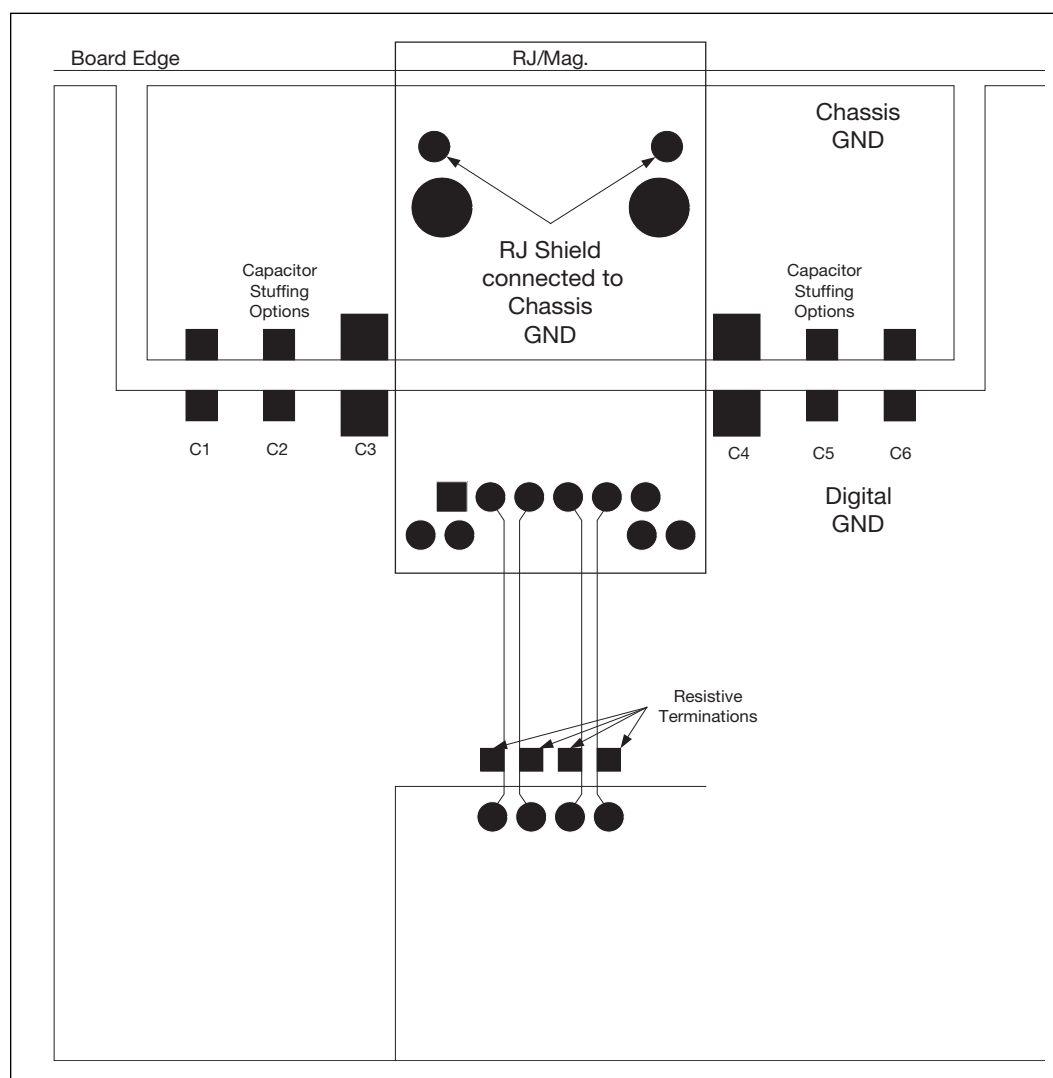 Board Edge
RJ/Mag.
Chassis
GND
RJ Shield
connected to
Chassis
GND
Capacitor
Stuffing
Options
Capacitor
Stuffing
Options
C1
C2
C3
C4
C5
C6
Digital
GND
Resistive
Terminations